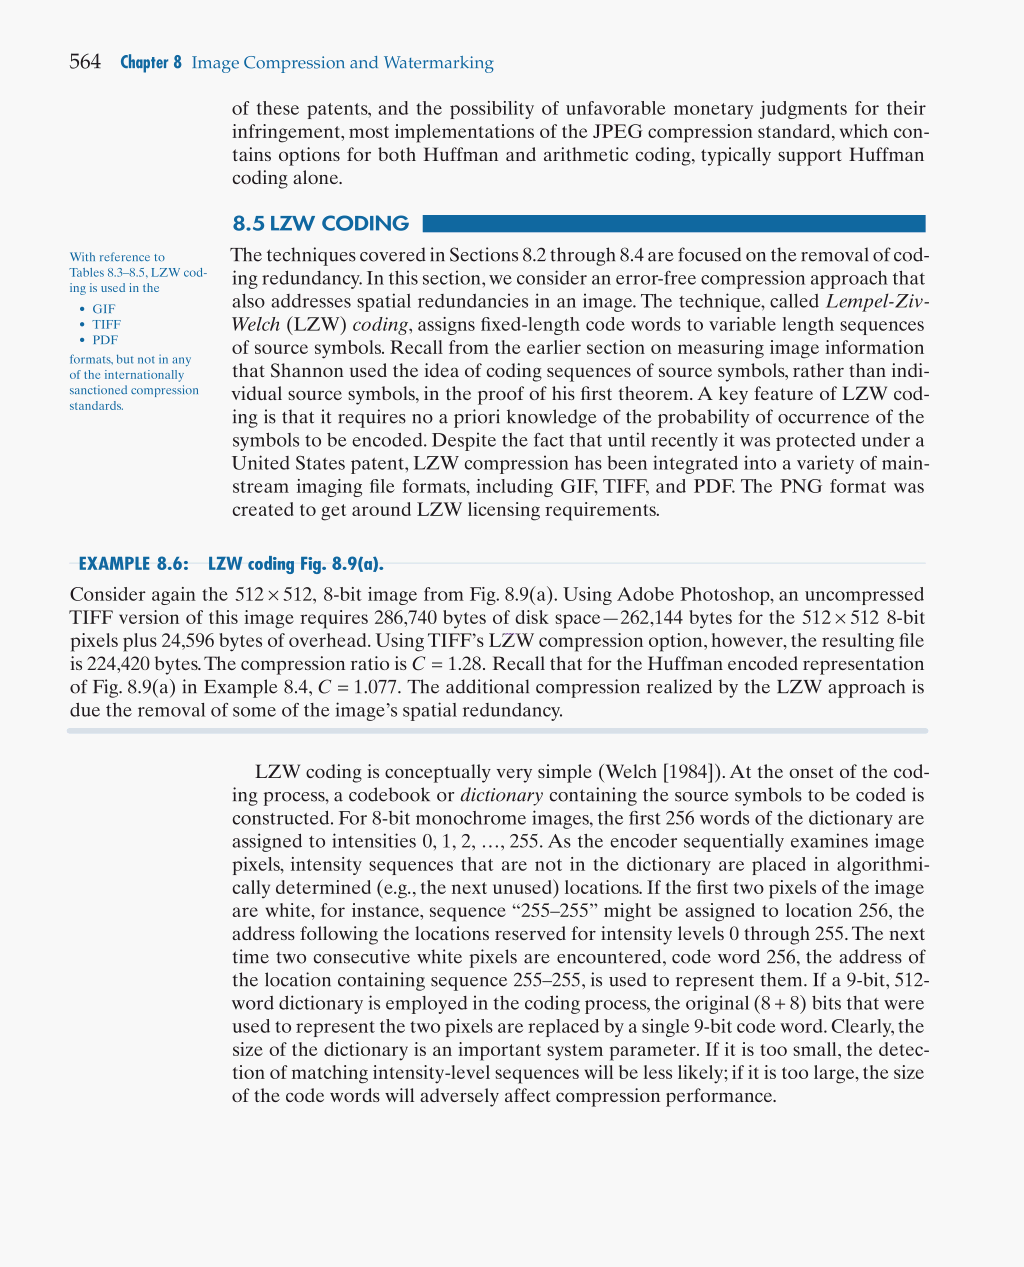 564 Chapter 8 Image Compression and Watermarking
of these patents, and the possibility of unfavorable monetary judgments for their
infringement, most implementations of the JPEG compression standard, which con-
tains options for both Huffman and arithmetic coding, typically support Huffman
coding alone.
8.5 LZW CODING
With reference to
Tables 8.3–8.5, LZW cod-
ing is used in the
• GIF
• TIFF
• PDF
formats, but not in any
of the internationally
sanctioned compression
standards.
The techniques covered in Sections 8.2 through 8.4 are focused on the removal of cod-
ing redundancy. In this section, we consider an error-free compression approach that
also addresses spatial redundancies in an image. The technique, called Lempel-Ziv-
Welch (LZW) coding, assigns fixed-length code words to variable length sequences
of source symbols. Recall from the earlier section on measuring image information
that Shannon used the idea of coding sequences of source symbols, rather than indi-
vidual source symbols, in the proof of his first theorem. A key feature of LZW cod-
ing is that it requires no a priori knowledge of the probability of occurrence of the
symbols to be encoded. Despite the fact that until recently it was protected under a
United States patent, LZW compression has been integrated into a variety of main-
stream imaging file formats, including GIF, TIFF, and PDF. The PNG format was
created to get around LZW licensing requirements.
EXAMPLE 8.6: LZW coding Fig. 8.9(a).
Consider again the 512 × 512, 8-bit image from Fig. 8.9(a). Using Adobe Photoshop, an uncompressed
TIFF version of this image requires 286,740 bytes of disk space—262,144 bytes for the 512 × 512 8-bit
pixels plus 24,596 bytes of overhead. Using TIFF’s LZW compression option, however, the resulting file
is 224,420 bytes. The compression ratio is C = 1.28. Recall that for the Huffman encoded representation
of Fig. 8.9(a) in Example 8.4, C = 1.077. The additional compression realized by the LZW approach is
due the removal of some of the image’s spatial redundancy.
LZW coding is conceptually very simple (Welch [1984]). At the onset of the cod-
ing process, a codebook or dictionary containing the source symbols to be coded is
constructed. For 8-bit monochrome images, the first 256 words of the dictionary are
assigned to intensities 0, 1, 2, …, 255. As the encoder sequentially examines image
pixels, intensity sequences that are not in the dictionary are placed in algorithmi-
cally determined (e.g., the next unused) locations. If the first two pixels of the image
are white, for instance, sequence “255–255” might be assigned to location 256, the
address following the locations reserved for intensity levels 0 through 255. The next
time two consecutive white pixels are encountered, code word 256, the address of
the location containing sequence 255–255, is used to represent them. If a 9-bit, 512-
word dictionary is employed in the coding process, the original (8 + 8) bits that were
used to represent the two pixels are replaced by a single 9-bit code word. Clearly, the
size of the dictionary is an important system parameter. If it is too small, the detec-
tion of matching intensity-level sequences will be less likely; if it is too large, the size
of the code words will adversely affect compression performance.